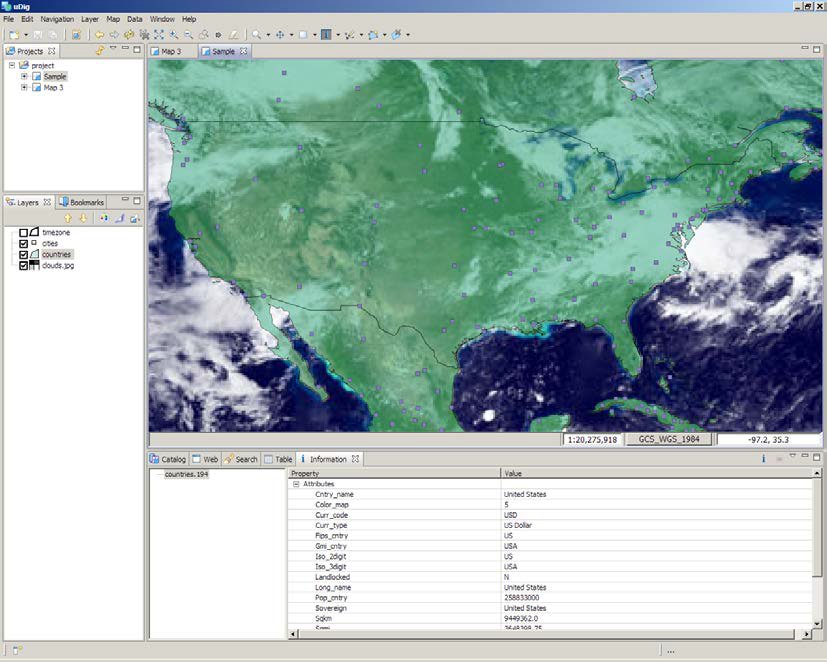 uDig
File Edit Navigation Layer Map Data Window Help
Projects
project
Sample
Map 3
Layers Bookmarks
timezone
cities
countries
clouds.jpg
Map 3 Sample
1:20,275,918 GCS_WGS_1984 -97.2, 35.3
Catalog Web Search Table Information
countries.194
Property Value
Attributes
Cntry_name United States
Color_map 5
Curr_code USD
Curr_type US Dollar
Fips_cntry US
Gmi_cntry USA
Iso_2digit US
Iso_3digit USA
Landlocked N
Long_name United States
Pop_cntry 258833000
Sovereign United States
Sqkm 9449362.0
...